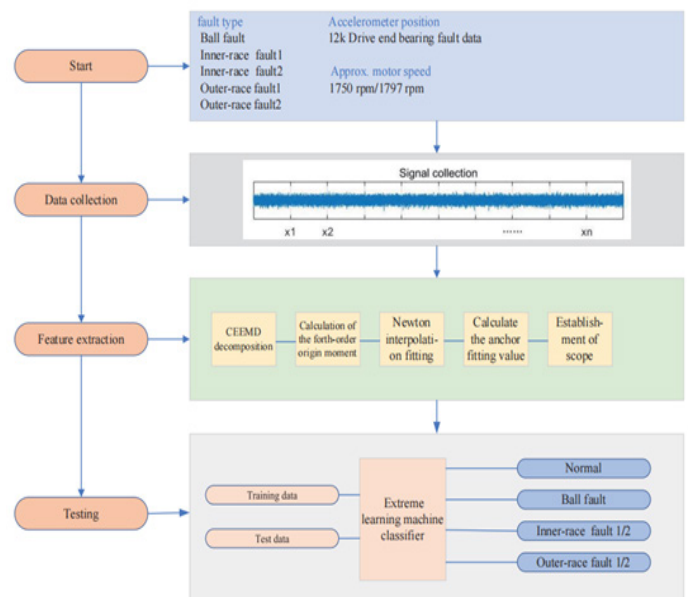 fault type
Accelerometer position
Ball fault
12k Drive end bearing fault data
Inner-race fault1
Inner-race fault2
Approx. motor speed
Outer-race fault1
1750 rpm/1797 rpm
Outer-race fault2
Start
Signal collection
x1
x2
......
xn
Data collection
Feature extraction
CEEMD
decomposition
Calculation of
the forth-order
origin moment
Newton
interpolati-
on fitting
Calculate
the anchor
fitting value
Establish-
ment of
scope
Testing
Training data
Test data
Extreme
learning machine
classifier
Normal
Ball fault
Inner-race fault 1/2
Outer-race fault 1/2